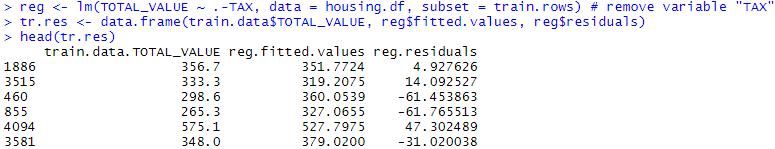 > reg <- lm(TOTAL_VALUE ~ .-TAX, data = housing.df, subset = train.rows) # remove variable "TAX"
> tr.res <- data.frame(train.data$TOTAL_VALUE, reg$fitted.values, reg$residuals)
> head(tr.res)
train.data.TOTAL_VALUE reg.fitted.values reg.residuals
1886 356.7 351.7724 4.927626
3515 333.3 319.2075 14.092527
460 298.6 360.0539 -61.453863
855 265.3 327.0655 -61.765513
4094 575.1 527.7975 47.302489
3581 348.0 379.0200 -31.020038